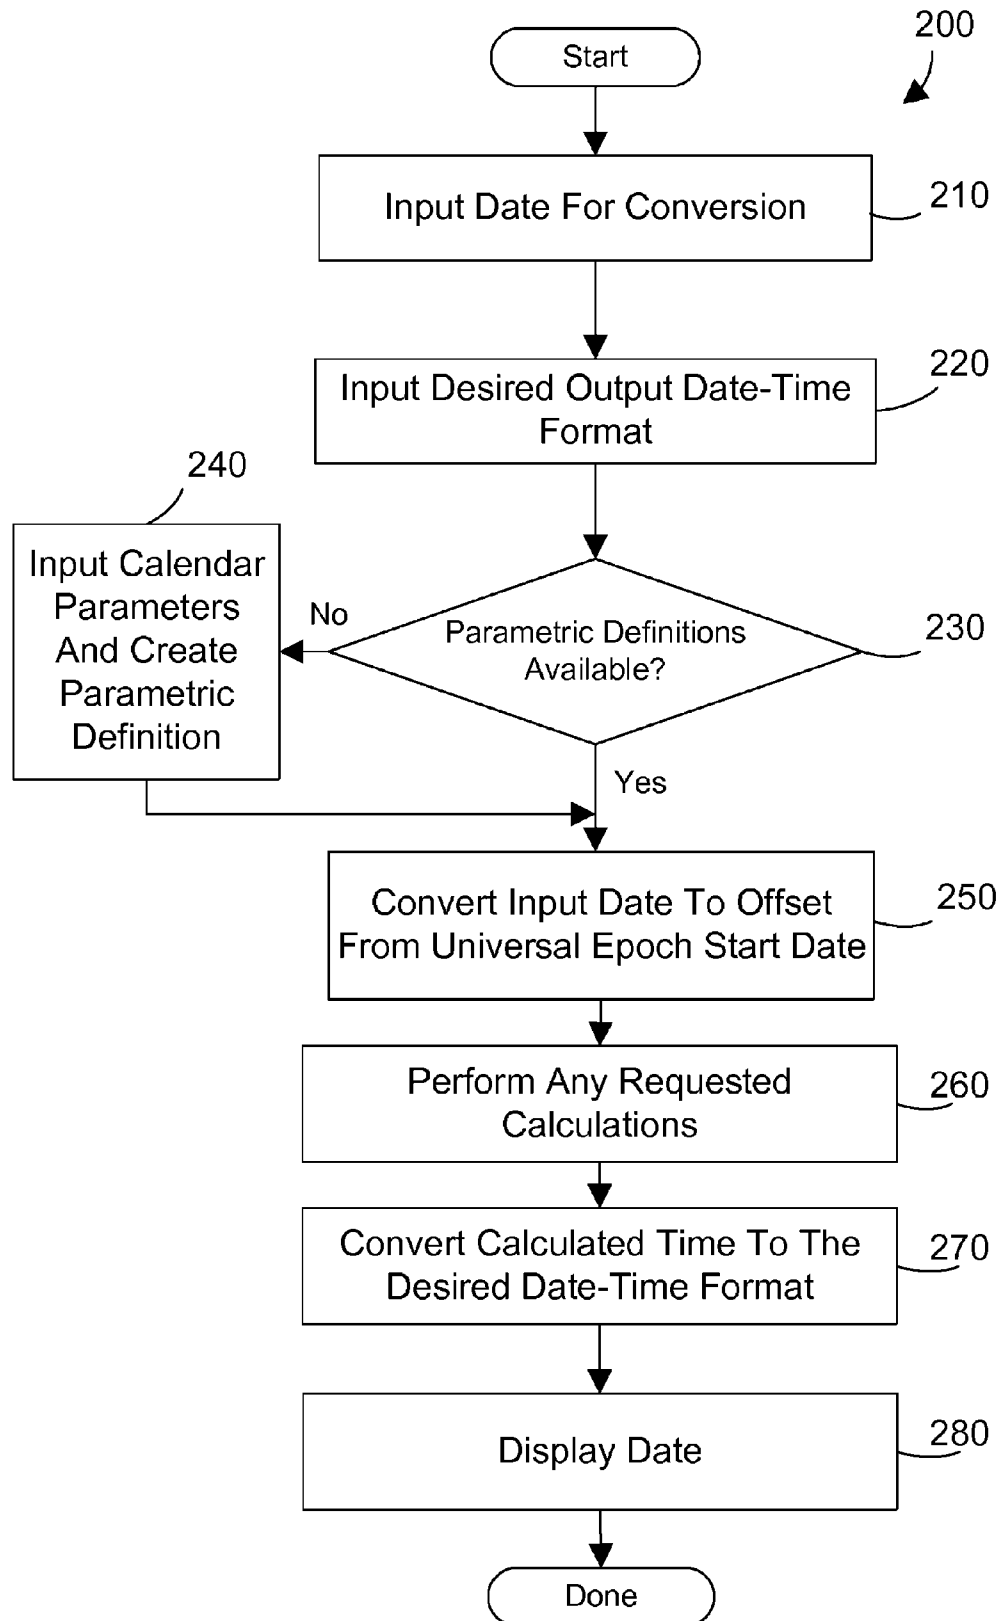 200
Start
Input Date For Conversion
210
Input Desired Output Date-Time
Format
220
240
Input Calendar
Parameters
And Create
Parametric
Definition
No
Parametric Definitions
Available?
230
Yes
Convert Input Date To Offset
From Universal Epoch Start Date
250
Perform Any Requested
Calculations
260
Convert Calculated Time To The
Desired Date-Time Format
270
Display Date
280
Done